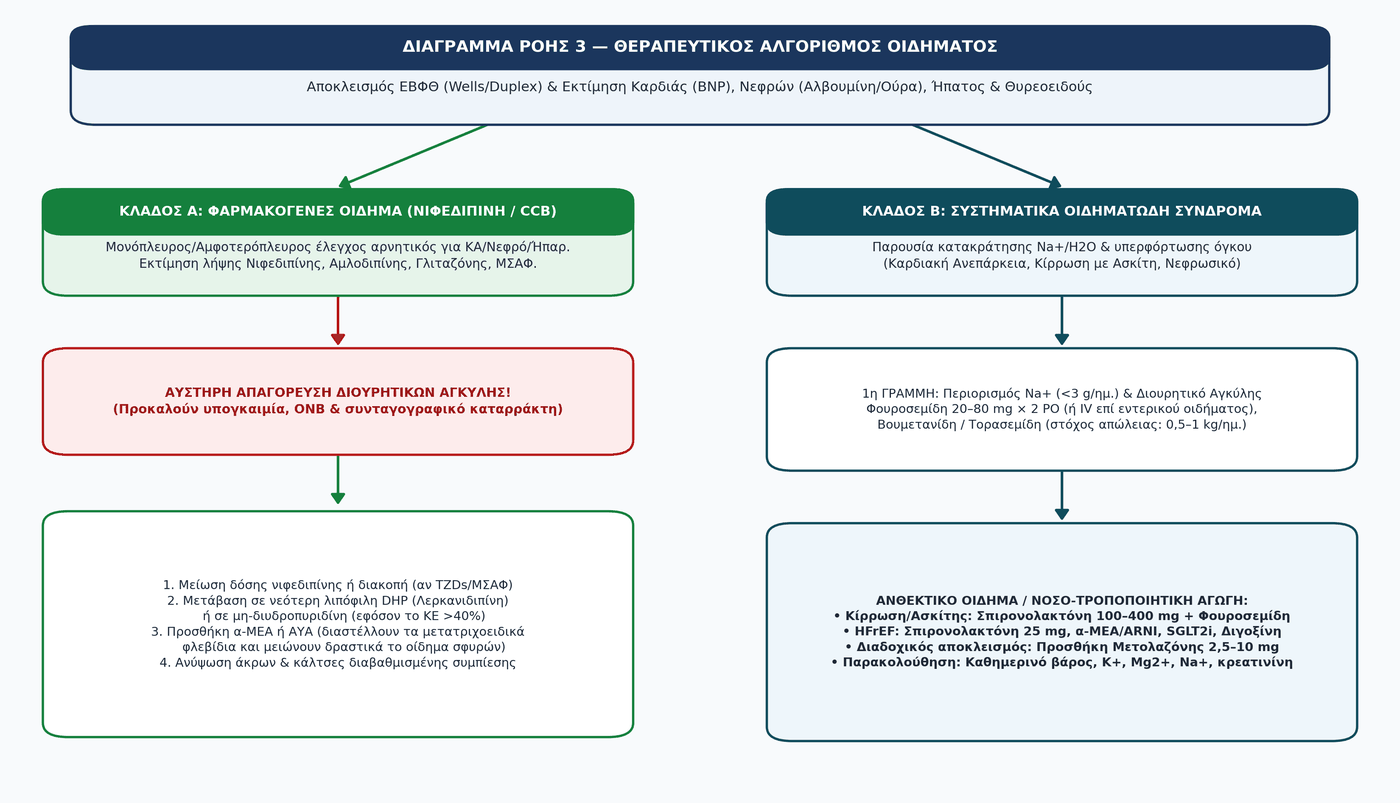 ΔΙΑΓΡΑΜΜΑ ΡΟΗΣ 3 — ΘΕΡΑΠΕΥΤΙΚΟΣ ΑΛΓΟΡΙΘΜΟΣ ΟΙΔΗΜΑΤΟΣ
Αποκλεισμός ΕΒΦΘ (Wells/Duplex) & Εκτίμηση Καρδιάς (BNP), Νεφρών (Αλβουμίνη/Ούρα), Ήπατος & Θυρεοειδούς
ΚΛΑΔΟΣ Α: ΦΑΡΜΑΚΟΓΕΝΕΣ ΟΙΔΗΜΑ (ΝΙΦΕΔΙΠΙΝΗ / CCB)
Μονόπλευρος/Αμφοτερόπλευρος έλεγχος αρνητικός για ΚΑ/Νεφρό/Ήπαρ.
Εκτίμηση λήψης Νιφεδιπίνης, Αμλοδιπίνης, Γλιταζόνης, ΜΣΑΦ.
ΑΥΣΤΗΡΗ ΑΠΑΓΟΡΕΥΣΗ ΔΙΟΥΡΗΤΙΚΩΝ ΑΓΚΥΛΗΣ!
(Προκαλούν υπογκαιμία, ΟΝΒ & συνταγογραφικό καταρράκτη)
1. Μείωση δόσης νιφεδιπίνης ή διακοπή (αν TZDs/ΜΣΑΦ)
2. Μετάβαση σε νεότερη λιπόφιλη DHP (Λερκανιδιπίνη)
ή σε μη-διυδροπυριδίνη (εφόσον το ΚΕ >40%)
3. Προσθήκη α-ΜΕΑ ή ΑΥΑ (διαστέλλουν τα μετατριχοειδικά
φλεβίδια και μειώνουν δραστικά το οίδημα σφυρών)
4. Ανύψωση άκρων & κάλτσες διαβαθμισμένης συμπίεσης
ΚΛΑΔΟΣ Β: ΣΥΣΤΗΜΑΤΙΚΑ ΟΙΔΗΜΑΤΩΔΗ ΣΥΝΔΡΟΜΑ
Παρουσία κατακράτησης Na+/H2O & υπερφόρτωσης όγκου
(Καρδιακή Ανεπάρκεια, Κίρρωση με Ασκίτη, Νεφρωσικό)
1η ΓΡΑΜΜΗ: Περιορισμός Na+ (<3 g/ημ.) & Διουρητικό Αγκύλης
Φουροσεμίδη 20–80 mg × 2 PO (ή IV επί εντερικού οιδήματος),
Βουμετανίδη / Τορασεμίδη (στόχος απώλειας: 0,5–1 kg/ημ.)
ΑΝΘΕΚΤΙΚΟ ΟΙΔΗΜΑ / ΝΟΣΟ-ΤΡΟΠΟΠΟΙΗΤΙΚΗ ΑΓΩΓΗ:
• Κίρρωση/Ασκίτης: Σπιρονολακτόνη 100–400 mg + Φουροσεμίδη
• HFrEF: Σπιρονολακτόνη 25 mg, α-ΜΕΑ/ARNI, SGLT2i, Διγοξίνη
• Διαδοχικός αποκλεισμός: Προσθήκη Μετολαζόνης 2,5–10 mg
• Παρακολούθηση: Καθημερινό βάρος, K+, Mg2+, Na+, κρεατινίνη